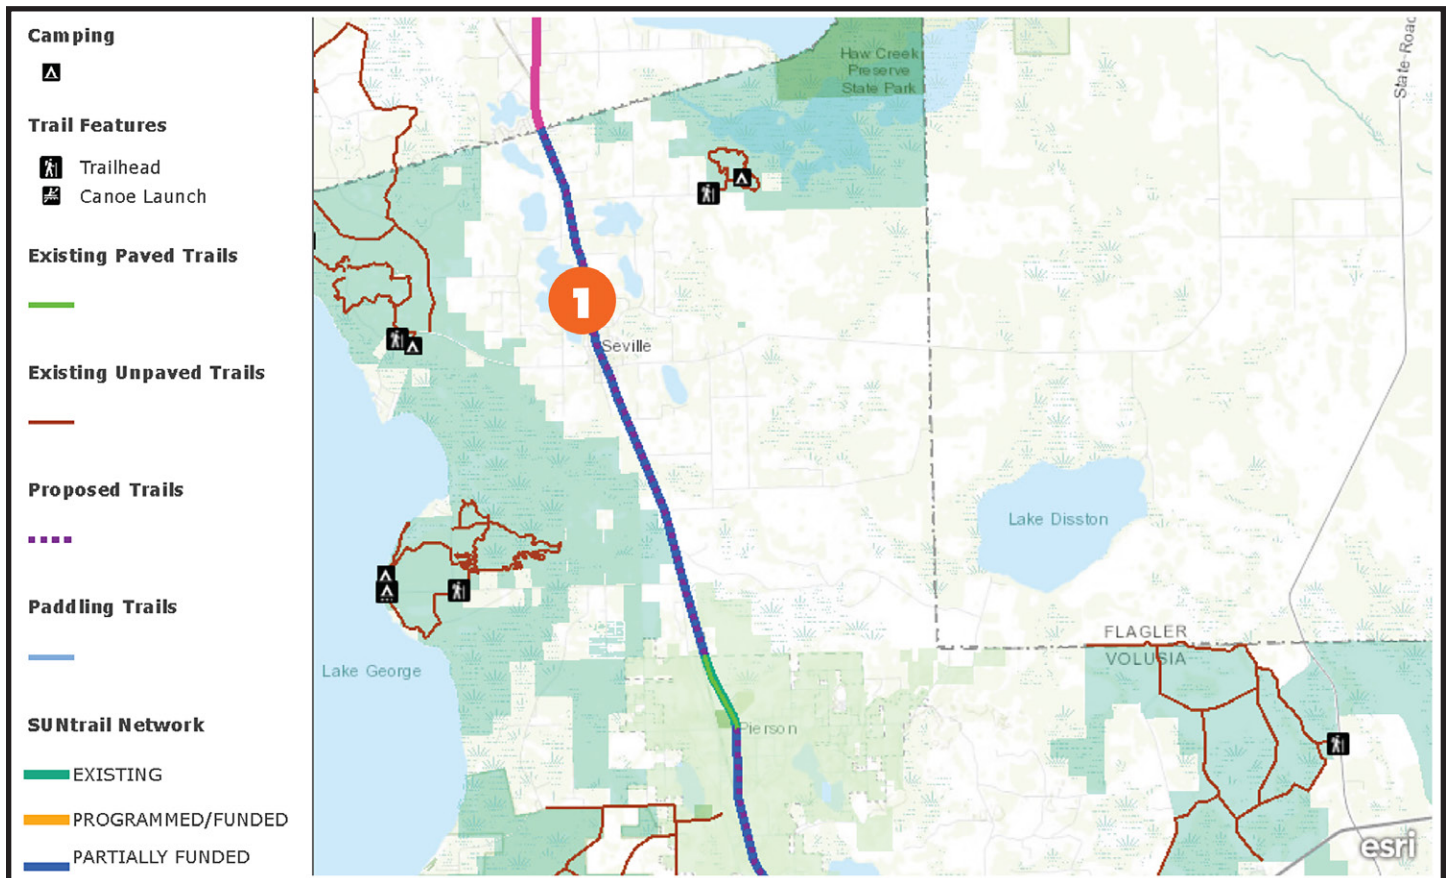 Camping
Trail Features
Trailhead
Canoe Launch
Existing Paved Trails
Existing Unpaved Trails
Proposed Trails
Paddling Trails
SUNtrail Network
EXISTING
PROGRAMMED/FUNDED
PARTIALLY FUNDED
Haw Creek
Preserve
State Park
State Road
1
Seville
Lake Disston
FLAGLER
VOLUSIA
Lake George
Pierson
esri